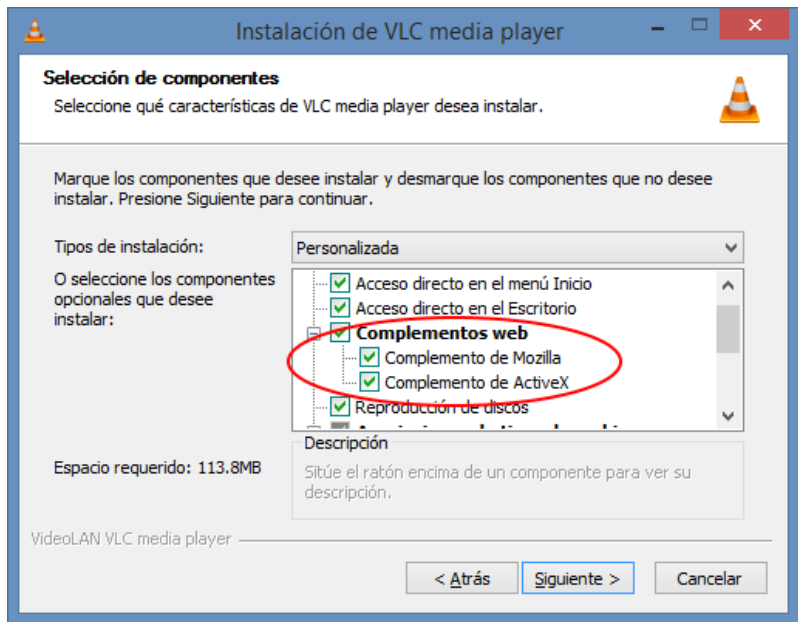 Instalación de VLC media player
Selección de componentes
Seleccione qué características de VLC media player desea instalar.
Marque los componentes que desee instalar y desmarque los componentes que no desee
instalar. Presione Siguiente para continuar.
Tipos de instalación:
Personalizada
O seleccione los componentes
opcionales que desee
instalar:
Acceso directo en el menú Inicio
Acceso directo en el Escritorio
Complementos web
Complemento de Mozilla
Complemento de ActiveX
Reproducción de discos
Espacio requerido: 113.8MB
Descripción
Sitúe el ratón encima de un componente para ver su
descripción.
VideoLAN VLC media player
< Atrás
Siguiente >
Cancelar